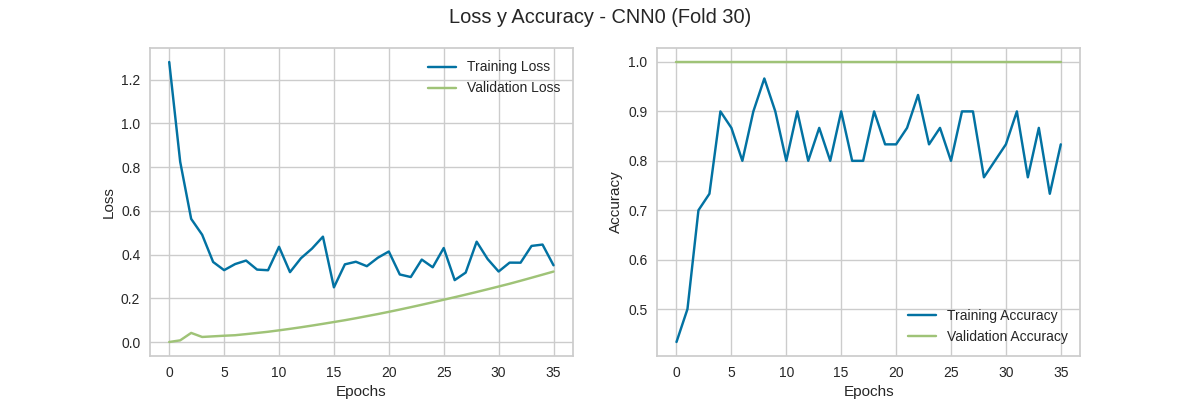 Loss y Accuracy - CNN0 (Fold 30)
Loss
1.2
1.0
0.8
0.6
0.4
0.2
0.0
Training Loss
Validation Loss
0 5 10 15 20 25 30 35
Epochs
Accuracy
1.0
0.9
0.8
0.7
0.6
0.5
Training Accuracy
Validation Accuracy
0 5 10 15 20 25 30 35
Epochs